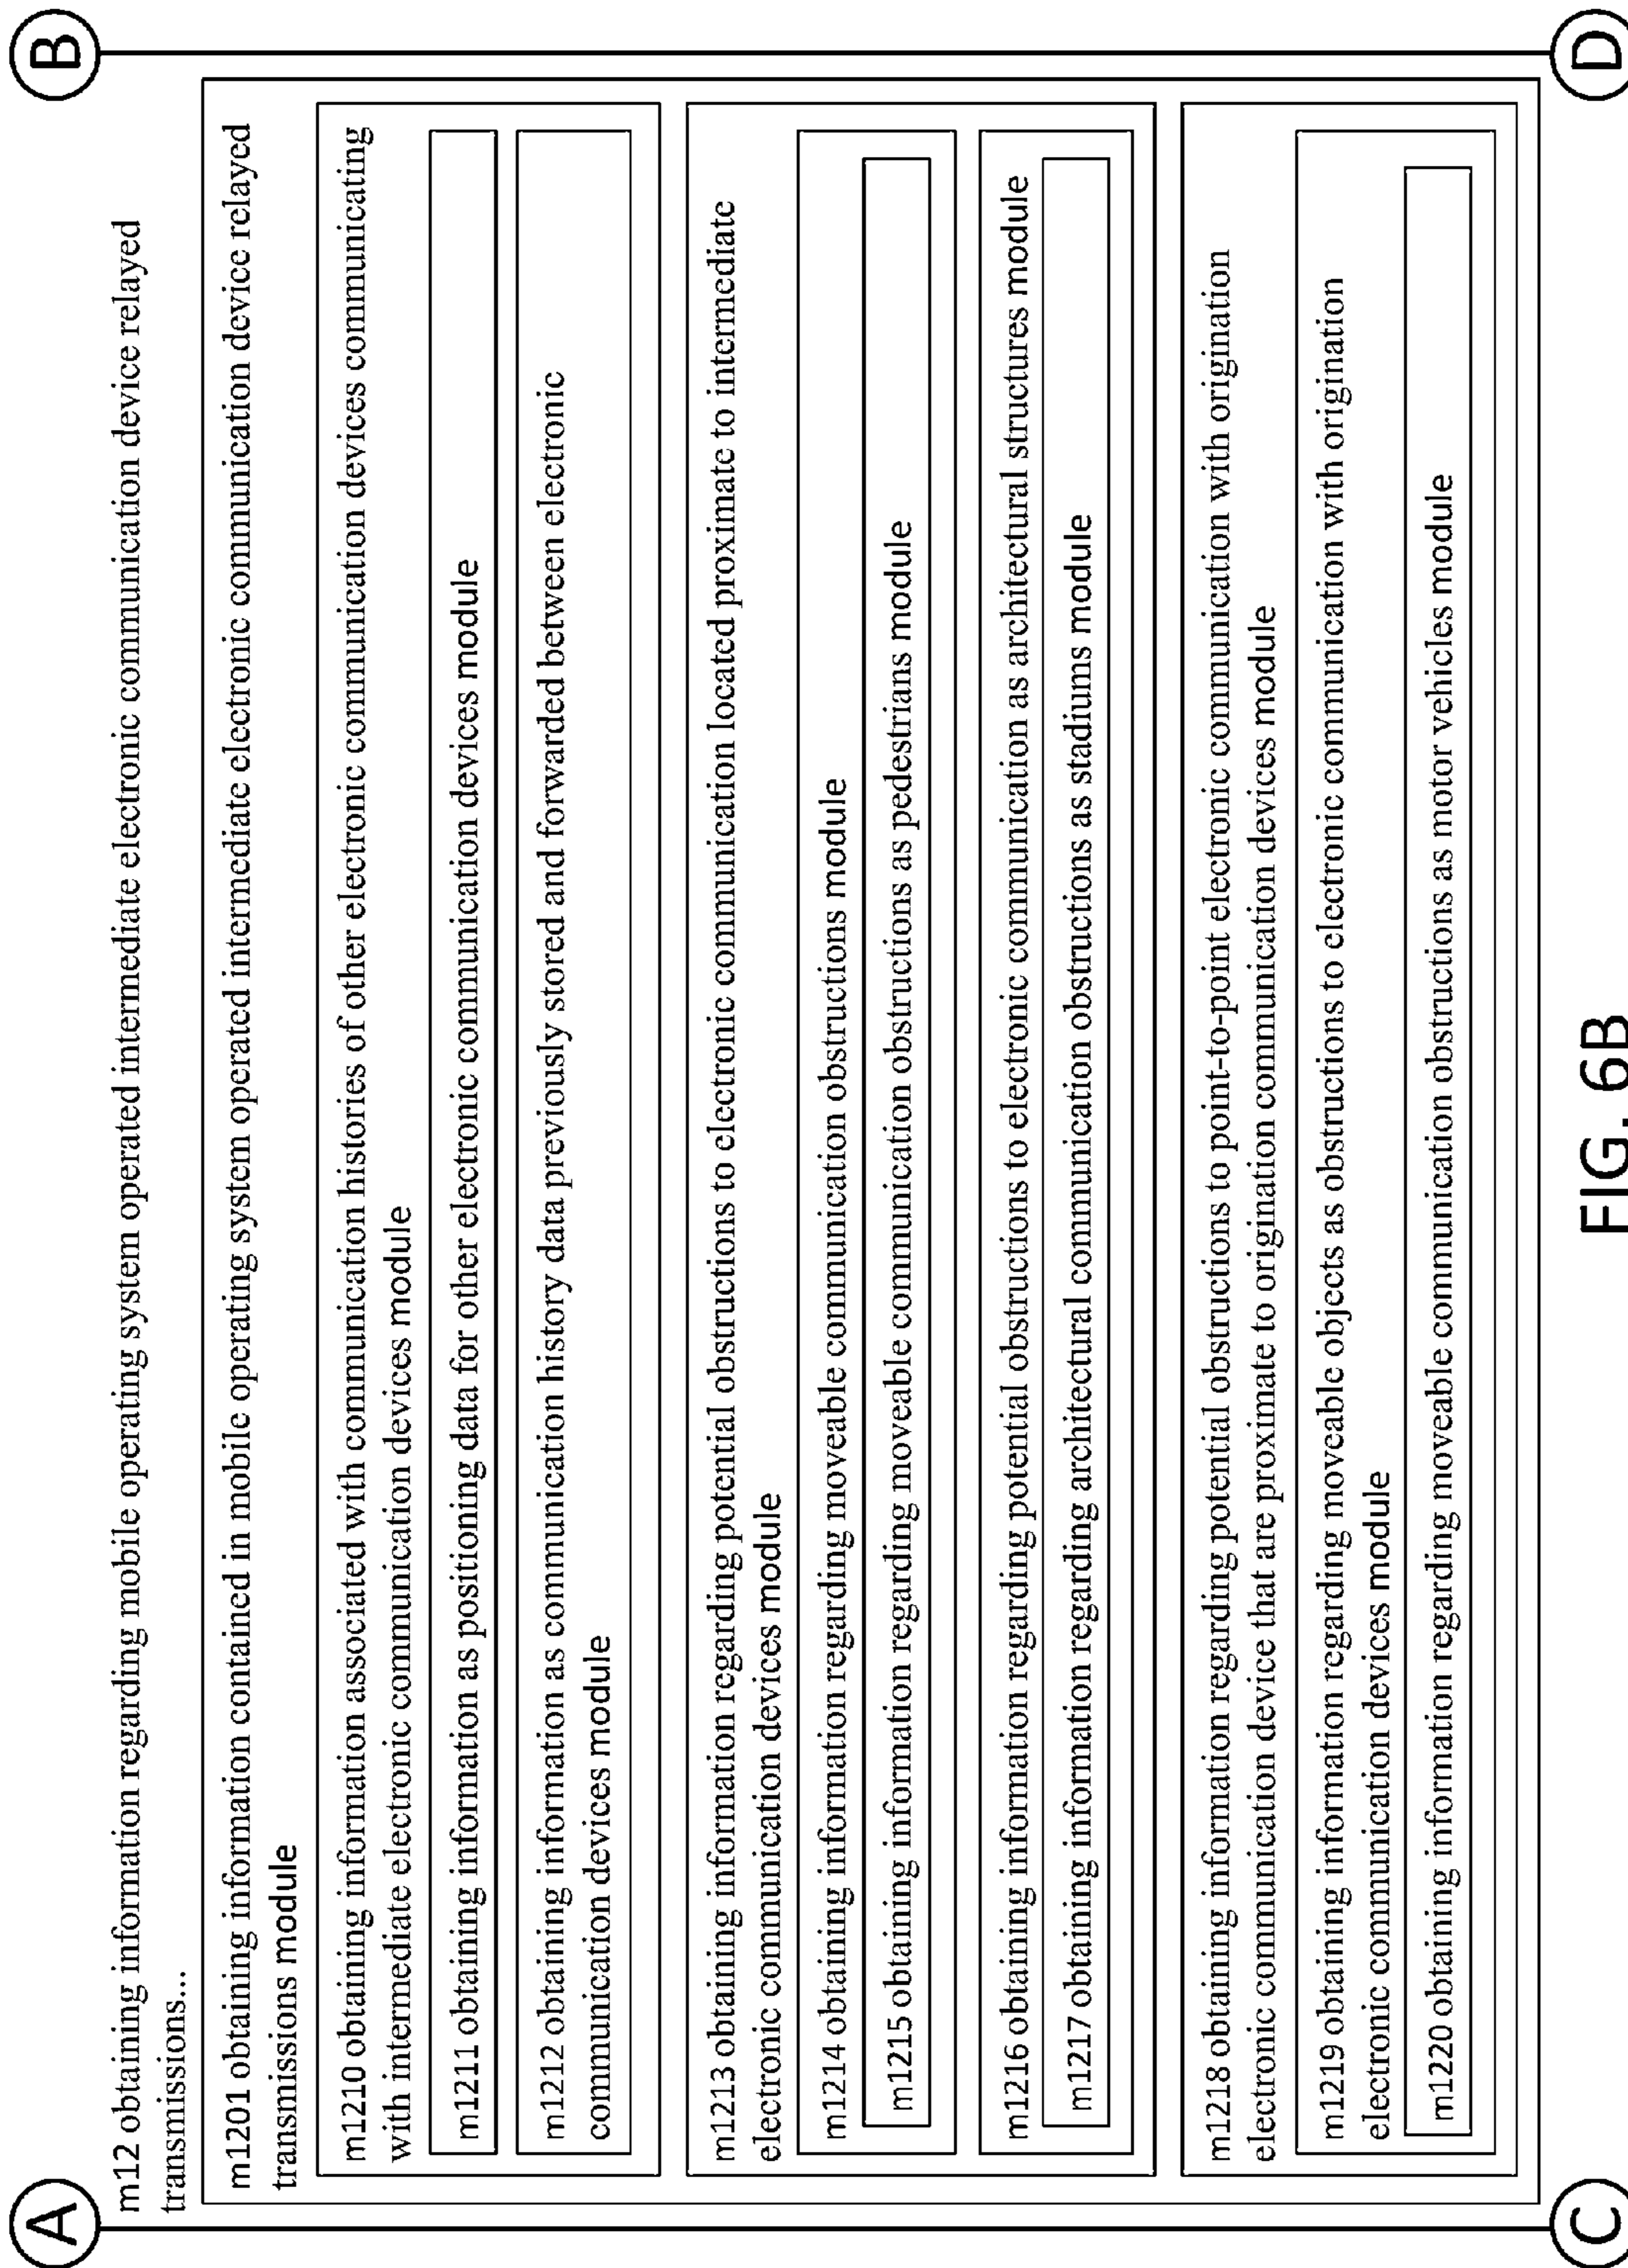 A
B
m12 obtaining information regarding mobile operating system operated intermediate electronic communication device relayed
transmissions...
m1201 obtaining information contained in mobile operating system operated intermediate electronic communication device relayed
transmissions module
m1210 obtaining information associated with communication histories of other electronic communication devices communicating
with intermediate electronic communication devices module
m1211 obtaining information as positioning data for other electronic communication devices module
m1212 obtaining information as communication history data previously stored and forwarded between electronic
communication devices module
m1213 obtaining information regarding potential obstructions to electronic communication located proximate to intermediate
electronic communication devices module
m1214 obtaining information regarding moveable communication obstructions module
m1215 obtaining information regarding moveable communication obstructions as pedestrians module
m1216 obtaining information regarding potential obstructions to electronic communication as architectural structures module
m1217 obtaining information regarding architectural communication obstructions as stadiums module
m1218 obtaining information regarding potential obstructions to point-to-point electronic communication with origination
electronic communication device that are proximate to origination communication devices module
m1219 obtaining information regarding moveable objects as obstructions to electronic communication with origination
electronic communication devices module
m1220 obtaining information regarding moveable communication obstructions as motor vehicles module
C
D
FIG. 6B